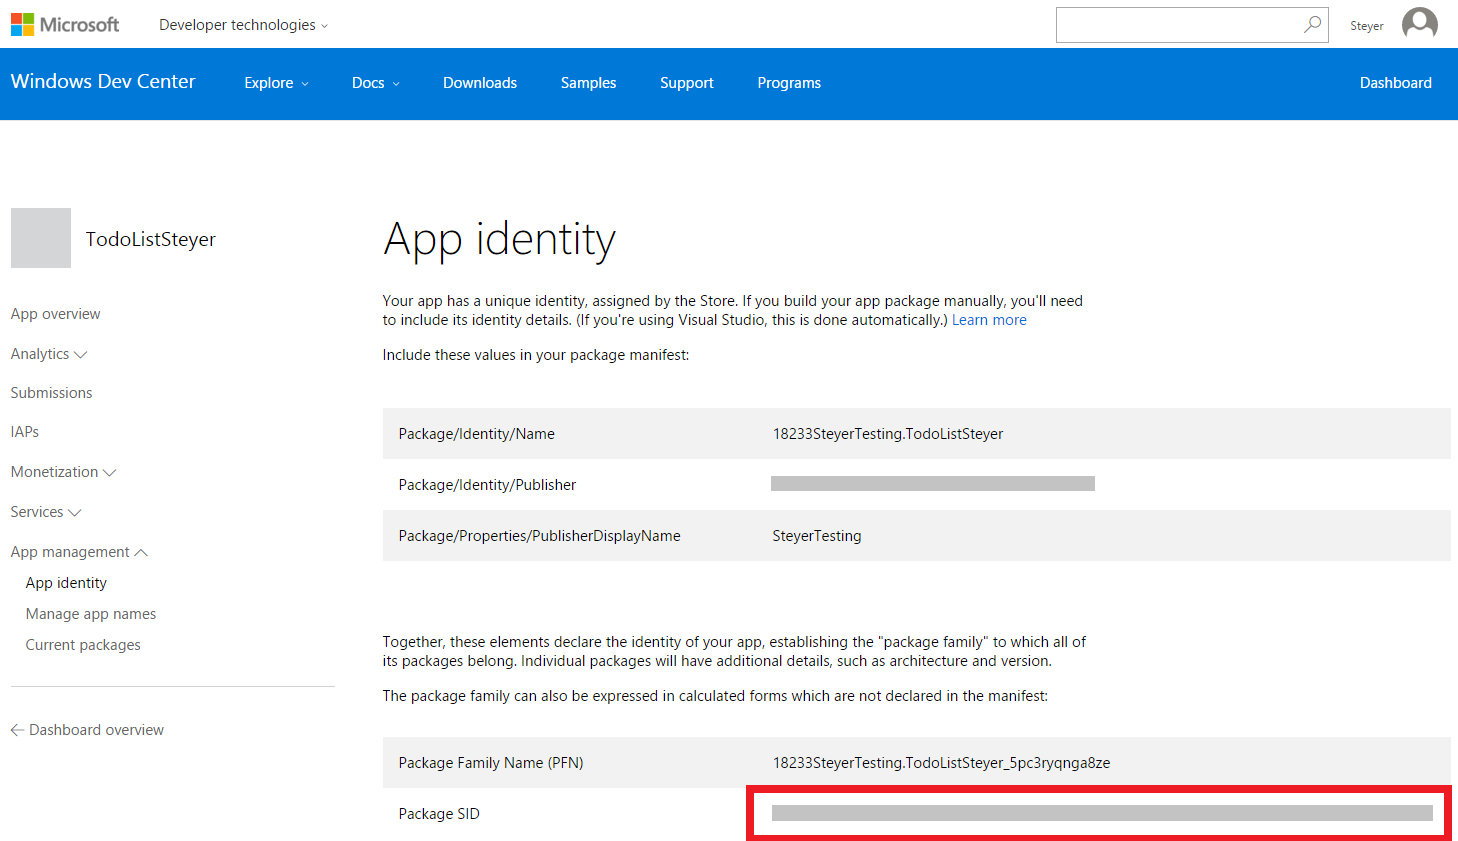 Microsoft
Developer technologies
Steyer
Windows Dev Center
Explore
Docs
Downloads
Samples
Support
Programs
Dashboard
TodoListSteyer
App overview
Analytics
Submissions
IAPs
Monetization
Services
App management
App identity
Manage app names
Current packages
Dashboard overview
App identity
Your app has a unique identity, assigned by the Store. If you build your app package manually, you'll need
to include its identity details. (If you're using Visual Studio, this is done automatically.) Learn more
Include these values in your package manifest:
Package/Identity/Name 18233SteyerTesting.TodoListSteyer
Package/Identity/Publisher
Package/Properties/PublisherDisplayName SteyerTesting
Together, these elements declare the identity of your app, establishing the "package family" to which all of
its packages belong. Individual packages will have additional details, such as architecture and version.
The package family can also be expressed in calculated forms which are not declared in the manifest:
Package Family Name (PFN) 18233SteyerTesting.TodoListSteyer_5pc3ryqnga8ze
Package SID